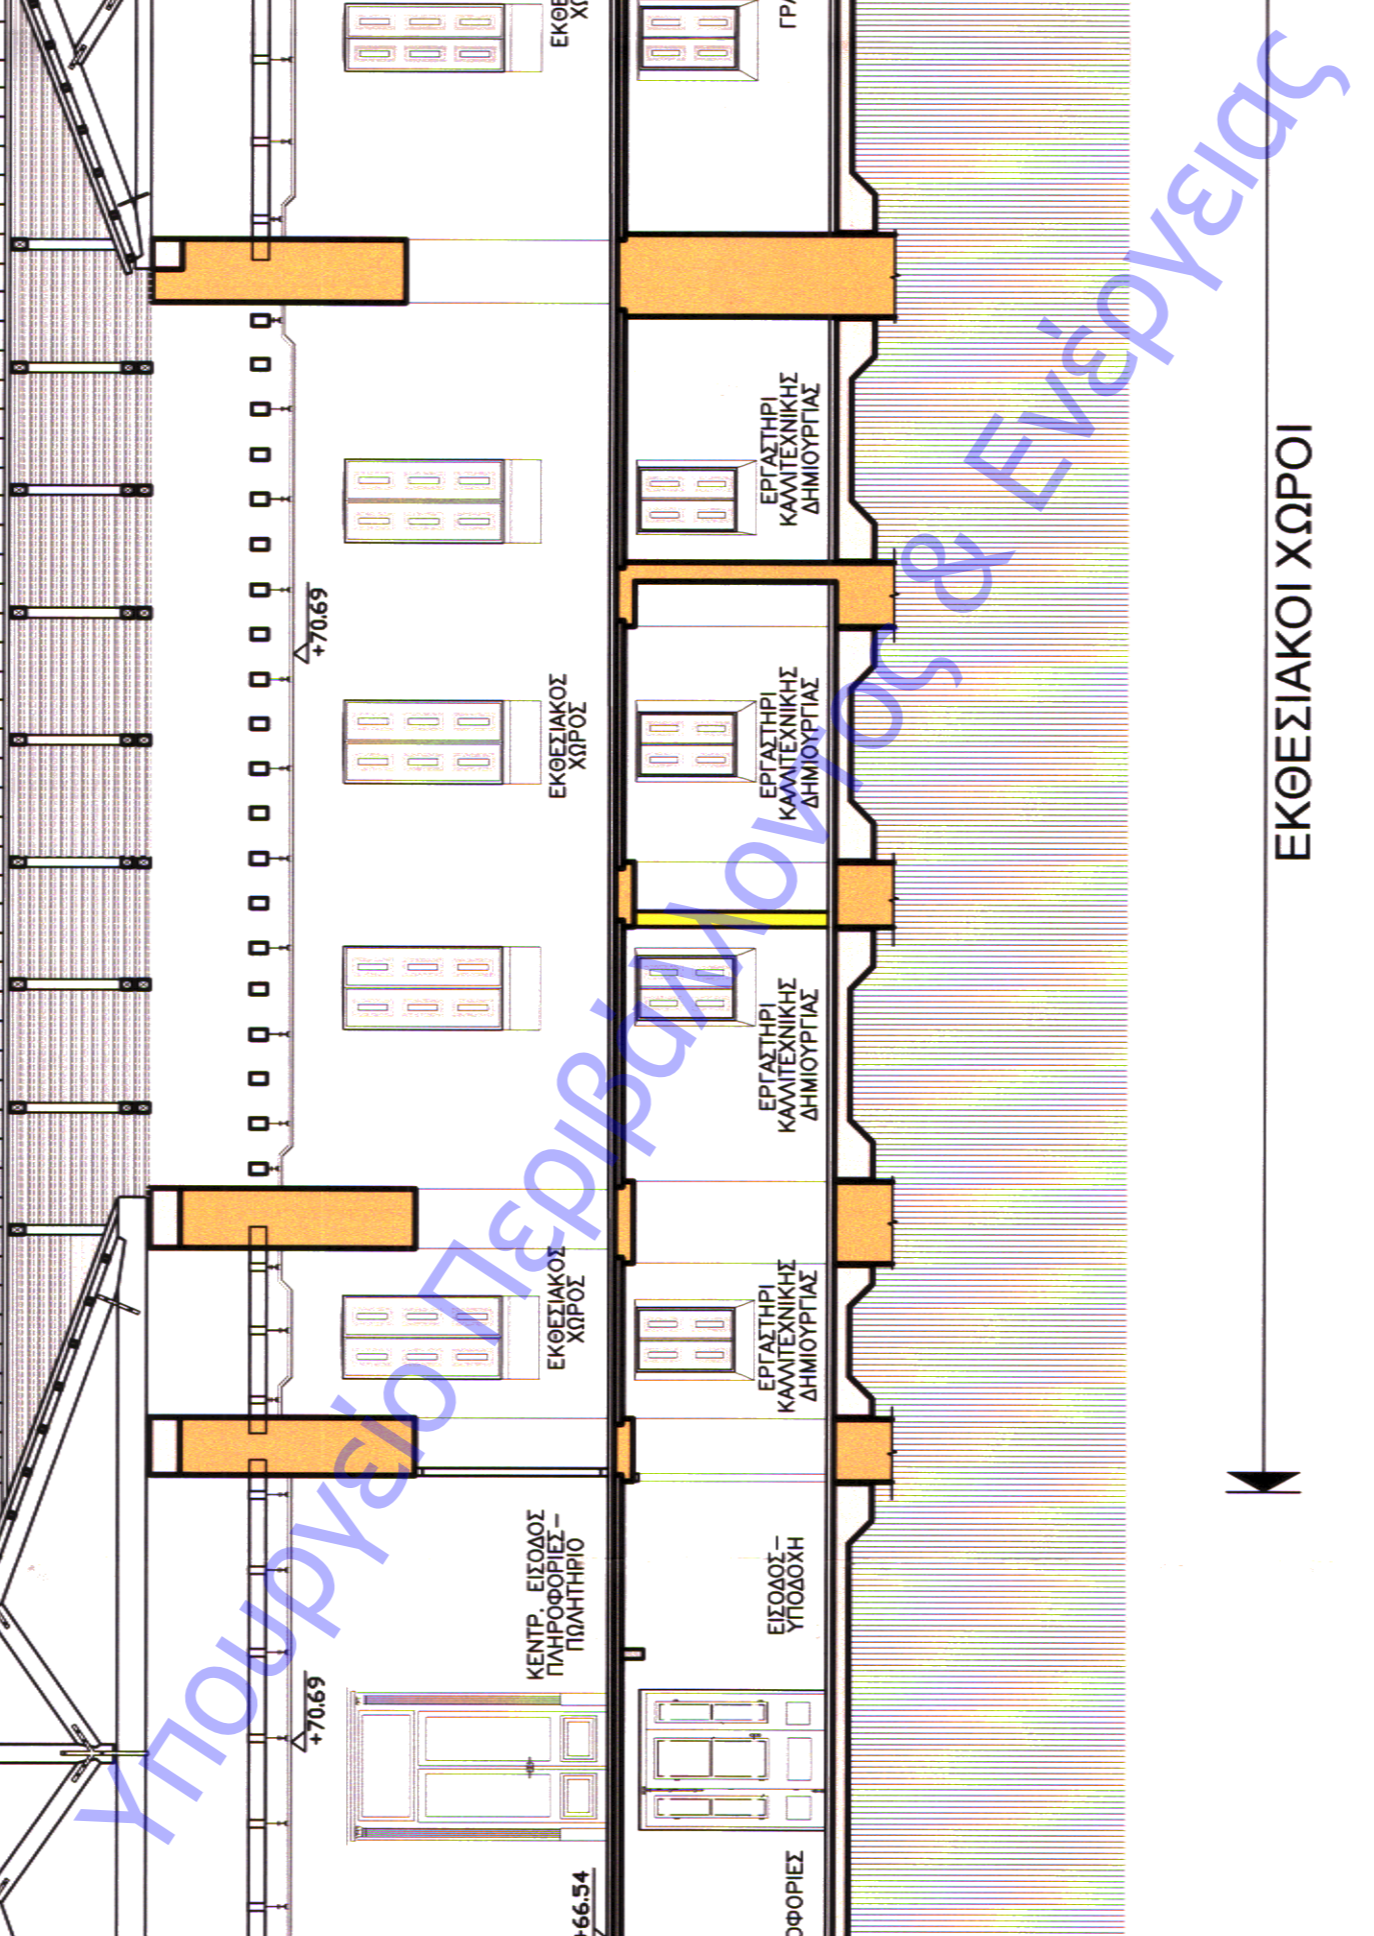 ΕΚΘΕΣΙΑΚΟΣ
ΧΩΡΟΣ
+70.69
ΕΚΘΕΣΙΑΚΟΣ
ΧΩΡΟΣ
ΚΕΝΤΡ. ΕΙΣΟΔΟΣ
ΠΛΗΡΟΦΟΡΙΕΣ–
ΠΩΛΗΤΗΡΙΟ
+70.69
+66.54
ΕΡΓΑΣΤΗΡΙ
ΚΑΛΛΙΤΕΧΝΙΚΗΣ
ΔΗΜΙΟΥΡΓΙΑΣ
ΕΡΓΑΣΤΗΡΙ
ΚΑΛΛΙΤΕΧΝΙΚΗΣ
ΔΗΜΙΟΥΡΓΙΑΣ
ΕΡΓΑΣΤΗΡΙ
ΚΑΛΛΙΤΕΧΝΙΚΗΣ
ΔΗΜΙΟΥΡΓΙΑΣ
ΕΡΓΑΣΤΗΡΙ
ΚΑΛΛΙΤΕΧΝΙΚΗΣ
ΔΗΜΙΟΥΡΓΙΑΣ
ΕΙΣΟΔΟΣ–
ΥΠΟΔΟΧΗ
ΕΚΘΕΣΙΑΚΟΙ ΧΩΡΟΙ
Υπουργείο Περιβάλλοντος & Ενέργειας